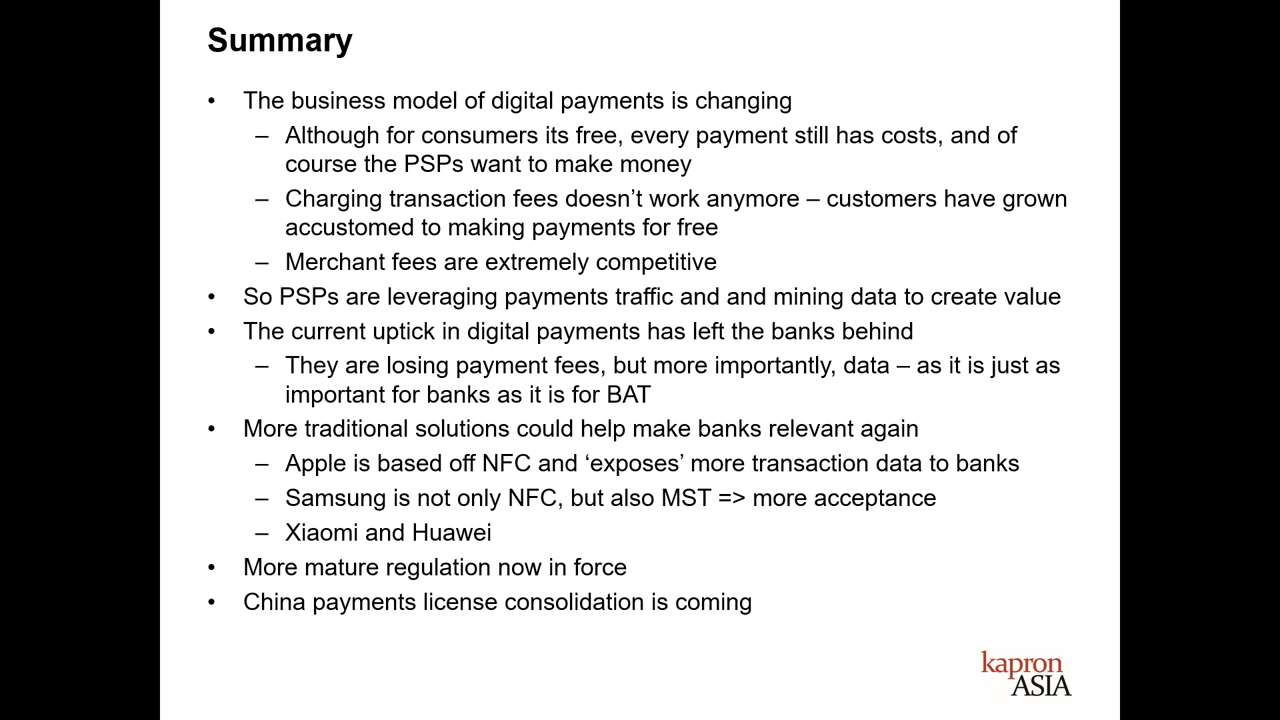 Summary
• The business model of digital payments is changing
– Although for consumers its free, every payment still has costs, and of
course the PSPs want to make money
– Charging transaction fees doesn’t work anymore – customers have grown
accustomed to making payments for free
– Merchant fees are extremely competitive
• So PSPs are leveraging payments traffic and and mining data to create value
• The current uptick in digital payments has left the banks behind
– They are losing payment fees, but more importantly, data – as it is just as
important for banks as it is for BAT
• More traditional solutions could help make banks relevant again
– Apple is based off NFC and ‘exposes’ more transaction data to banks
– Samsung is not only NFC, but also MST => more acceptance
– Xiaomi and Huawei
• More mature regulation now in force
• China payments license consolidation is coming
kapron
ASIA